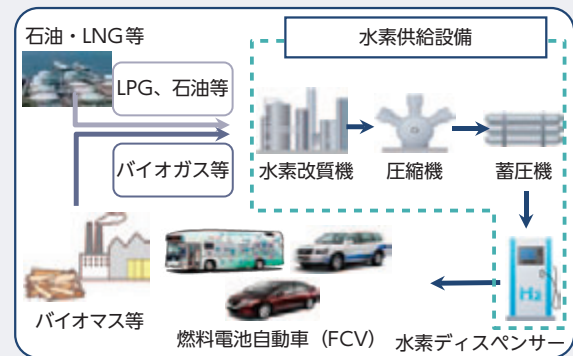 石油・LNG等
水素供給設備
LPG、石油等
バイオガス等
水素改質機
圧縮機
蓄圧機
H2
バイオマス等
燃料電池自動車（FCV）
水素ディスペンサー